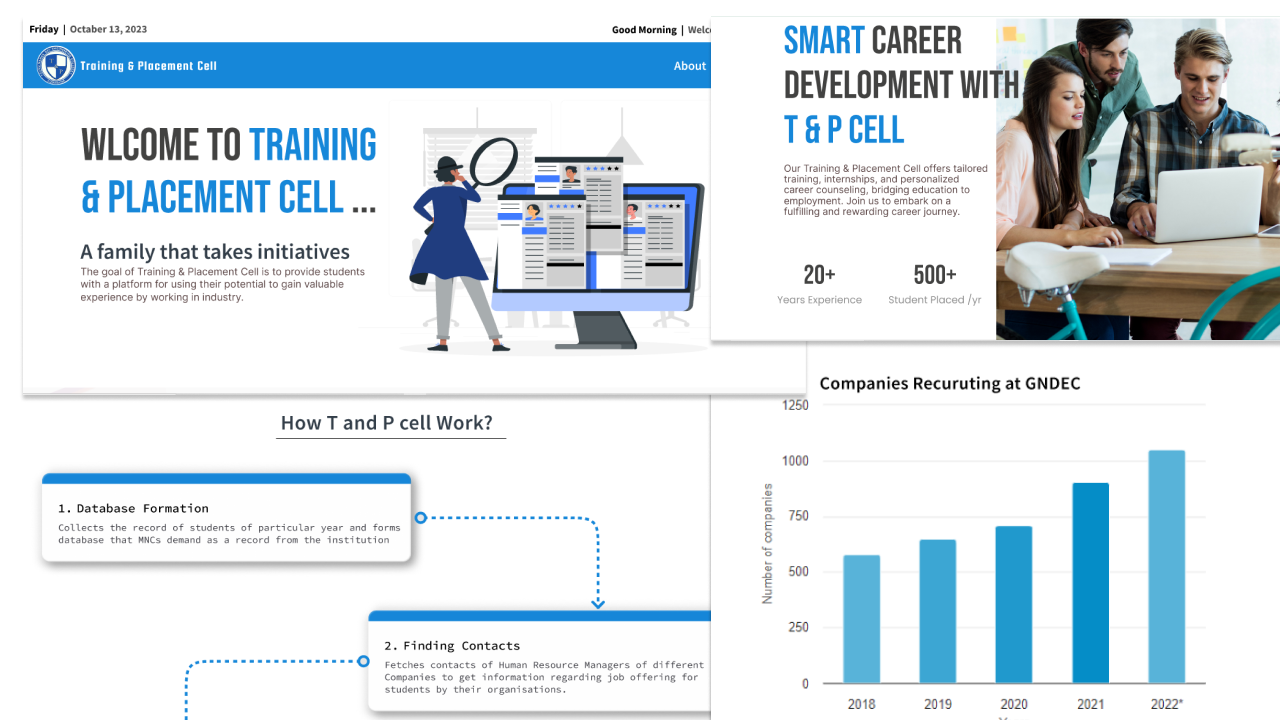 Friday | October 13, 2023
Good Morning |
Training & Placement Cell
About
WLCOME TO TRAINING
& PLACEMENT CELL ...
A family that takes initiatives
The goal of Training & Placement Cell is to provide students
with a platform for using their potential to gain valuable
experience by working in industry.
SMART CAREER
DEVELOPMENT WITH
T & P CELL
Our Training & Placement Cell offers tailored
training, internships, and personalized
career counseling, bridging education to
employment. Join us to embark on a
fulfilling and rewarding career journey.
20+
Years Experience
500+
Student Placed /yr
How T and P cell Work?
1. Database Formation
Collects the record of students of particular year and forms
database that MNCs demand as a record from the institution
2. Finding Contacts
Fetches contacts of Human Resource Managers of different
Companies to get information regarding job offering for
students by their organisations.
Companies Recuruting at GNDEC
Number of companies
1250
1000
750
500
250
0
2018
2019
2020
2021
2022*